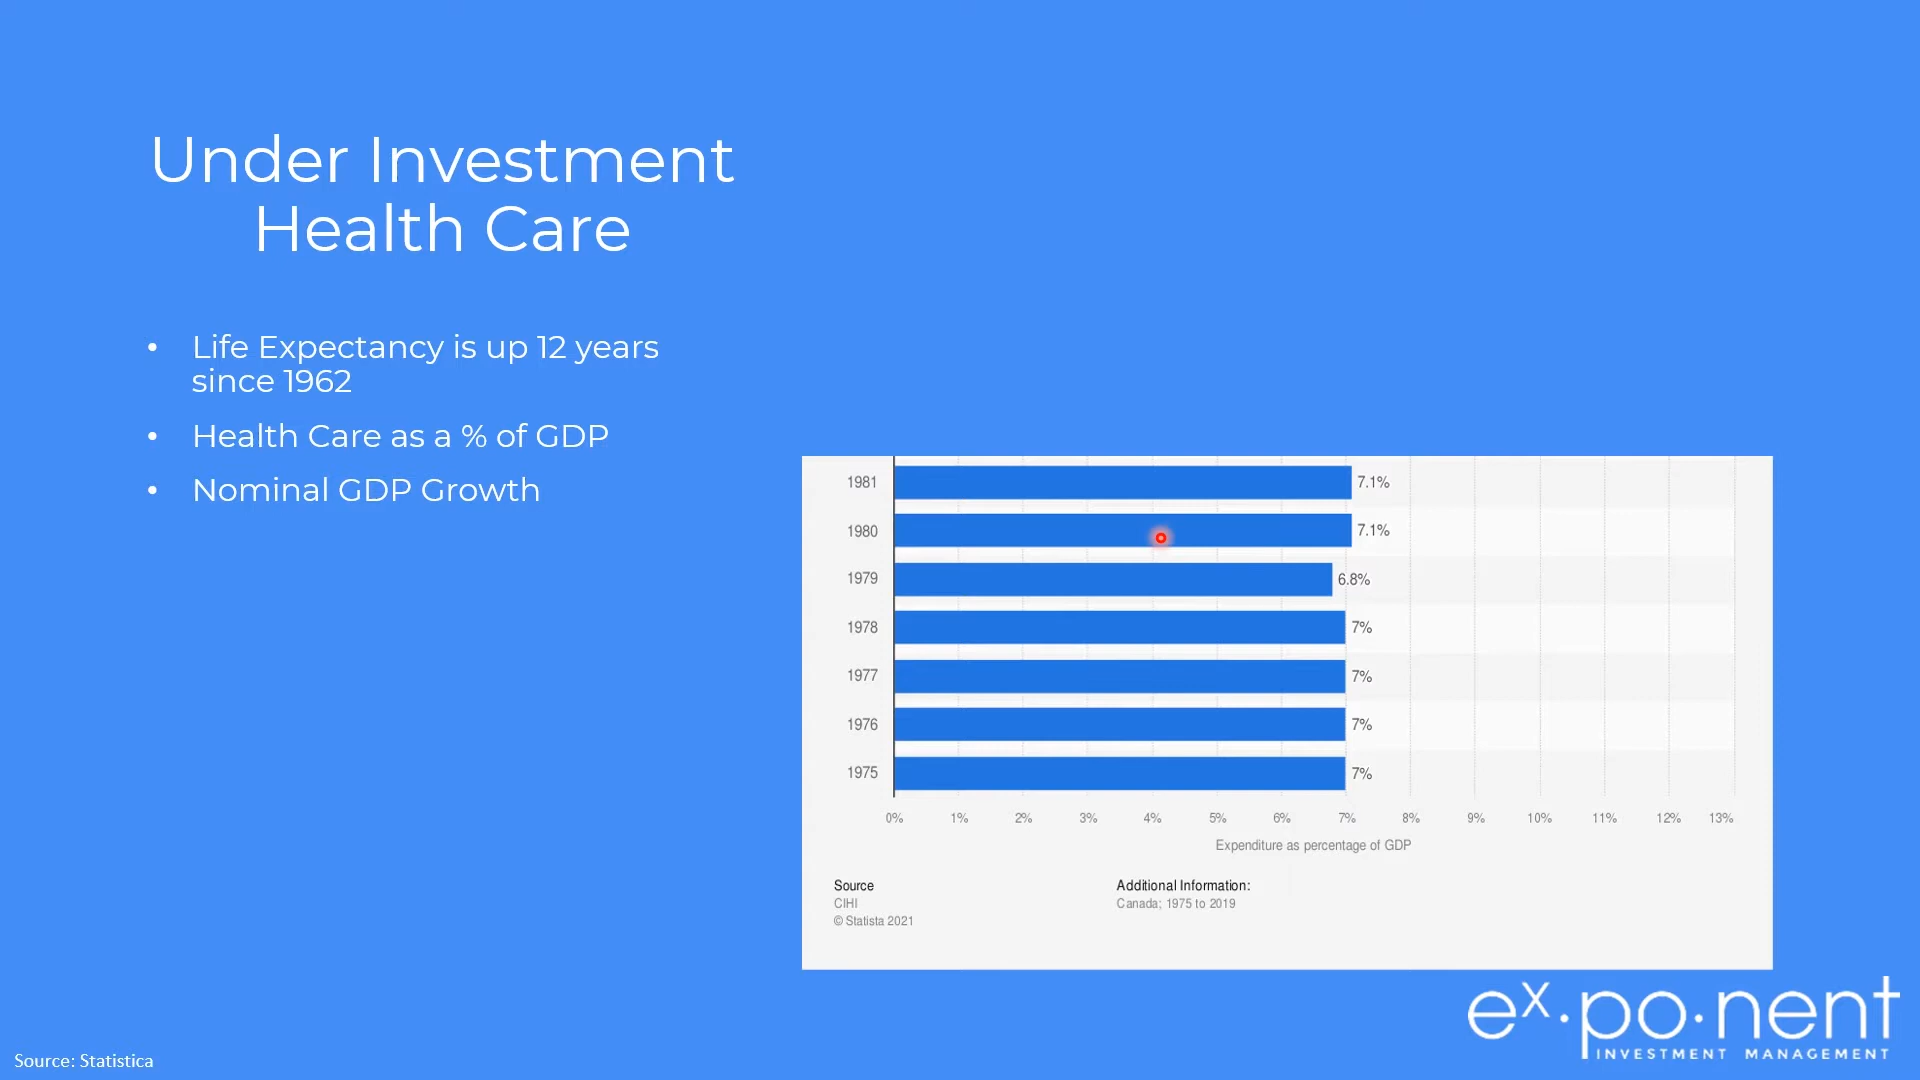 Under Investment
Health Care
• Life Expectancy is up 12 years
since 1962
• Health Care as a % of GDP
• Nominal GDP Growth
1981 7.1%
1980 7.1%
1979 6.8%
1978 7%
1977 7%
1976 7%
1975 7%
0% 1% 2% 3% 4% 5% 6% 7% 8% 9% 10% 11% 12% 13%
Expenditure as percentage of GDP
Source
CIHI
© Statista 2021
Additional Information:
Canada; 1975 to 2019
ex·po·nent
INVESTMENT MANAGEMENT
Source: Statistica